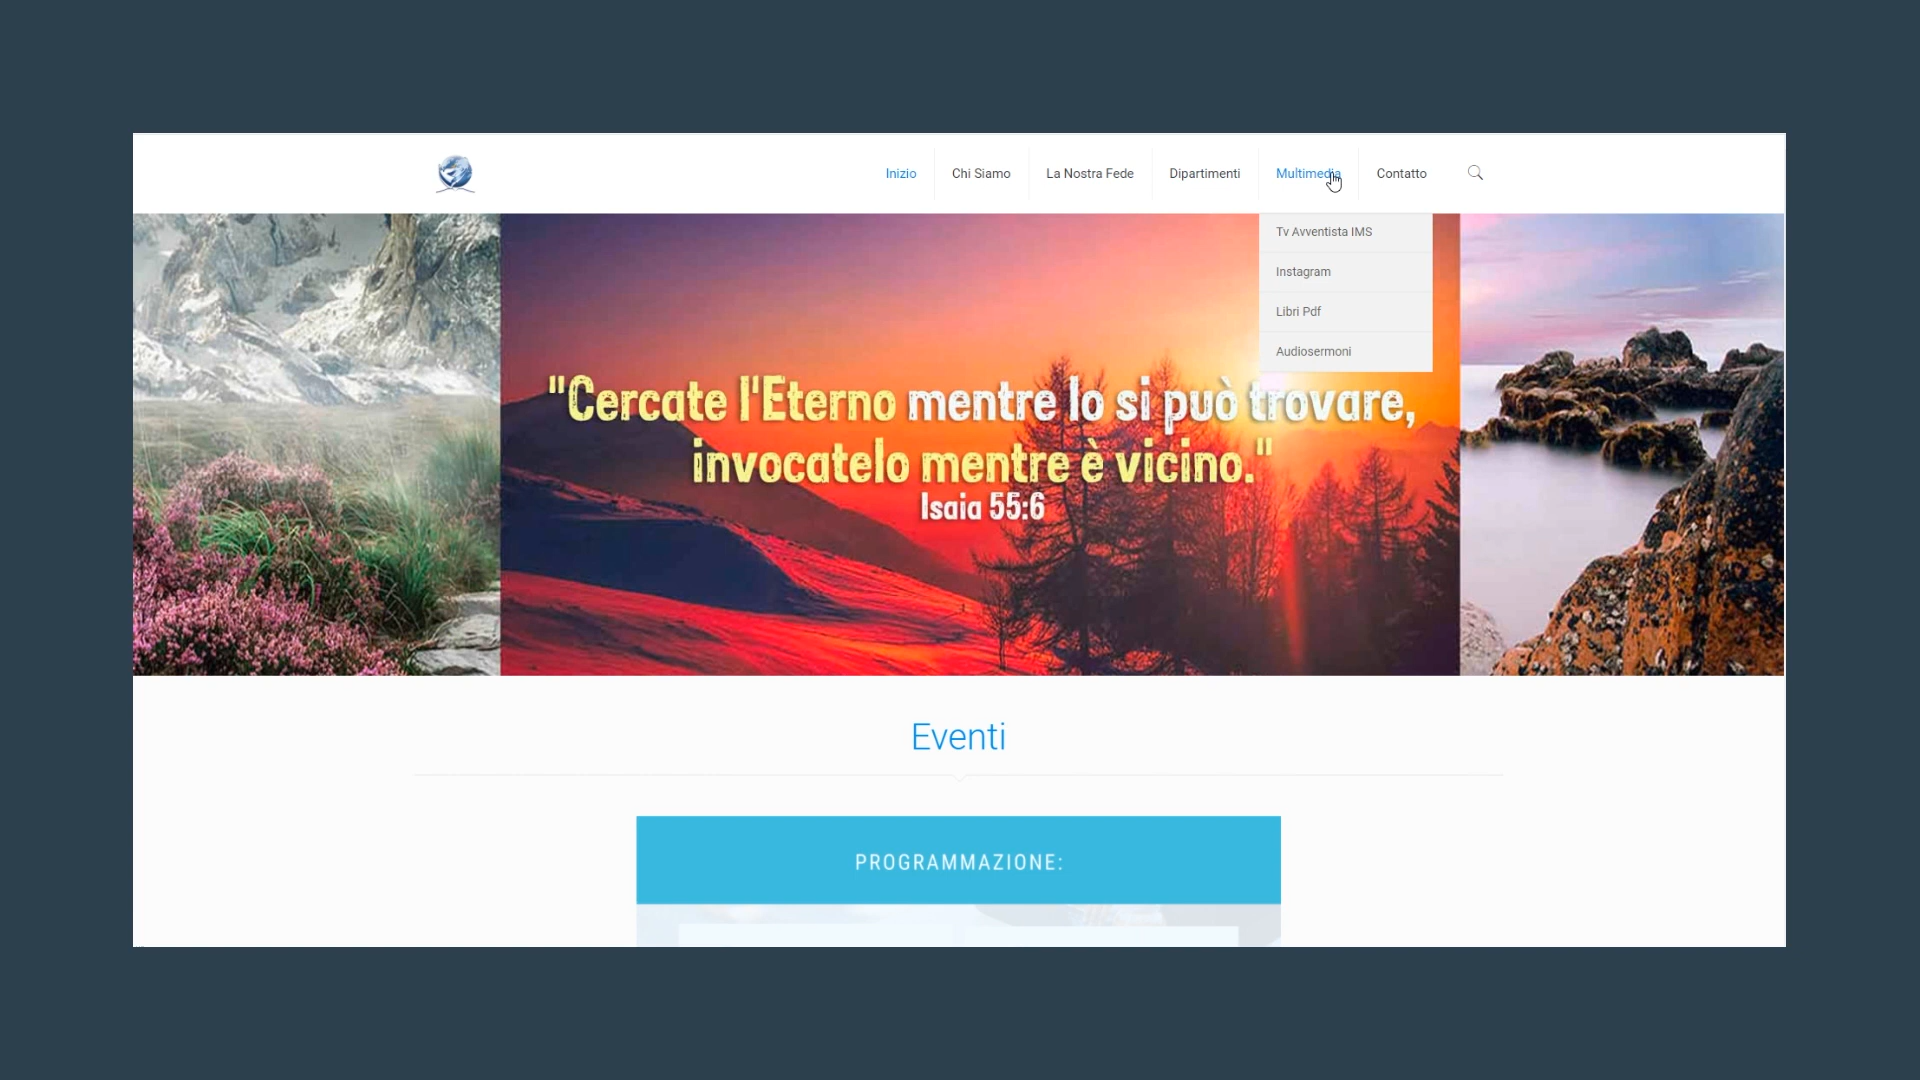 Inizio
Chi Siamo
La Nostra Fede
Dipartimenti
Multimedia
Contatto
Tv Avventista IMS
Instagram
Libri Pdf
Audiosermoni
"Cercate l'Eterno mentre lo si può trovare,
invocatelo mentre è vicino."
Isaia 55:6
Eventi
PROGRAMMAZIONE: